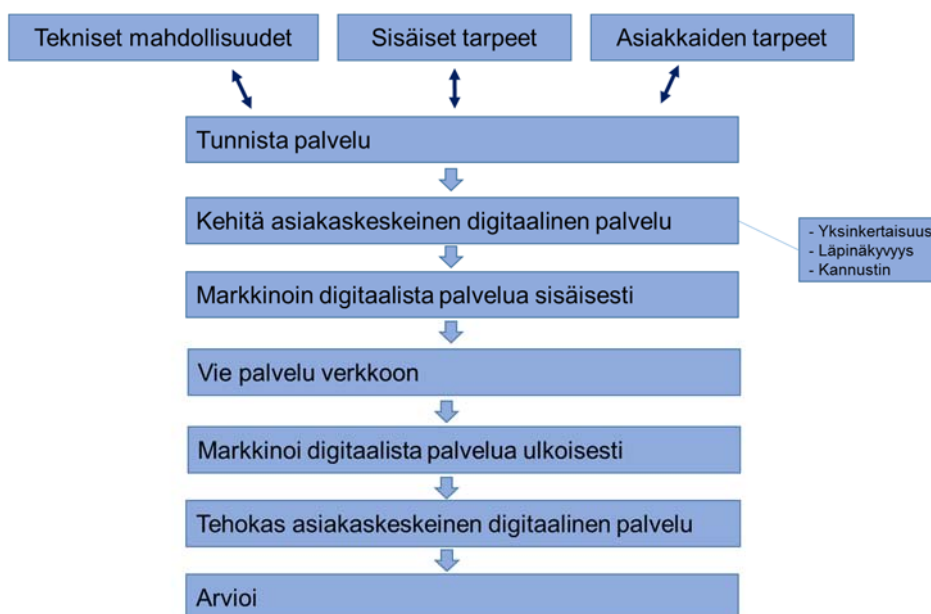 Tekniset mahdollisuudet
Sisäiset tarpeet
Asiakkaiden tarpeet
Tunnista palvelu
Kehitä asiakaskeskeinen digitaalinen palvelu
- Yksinkertaisuus
- Läpinäkyvyys
- Kannustin
Markkinoin digitaalista palvelua sisäisesti
Vie palvelu verkkoon
Markkinoi digitaalista palvelua ulkoisesti
Tehokas asiakaskeskeinen digitaalinen palvelu
Arvioi